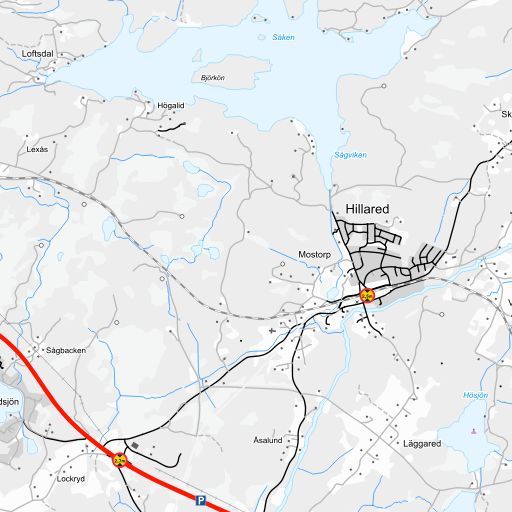 Säken
Loftsdal
Björkön
Högalid
Sk
Lexås
Sågviken
Hillared
Mostorp
Sågbacken
dsjön
Hösjön
Åsalund
Läggared
Lockryd
P